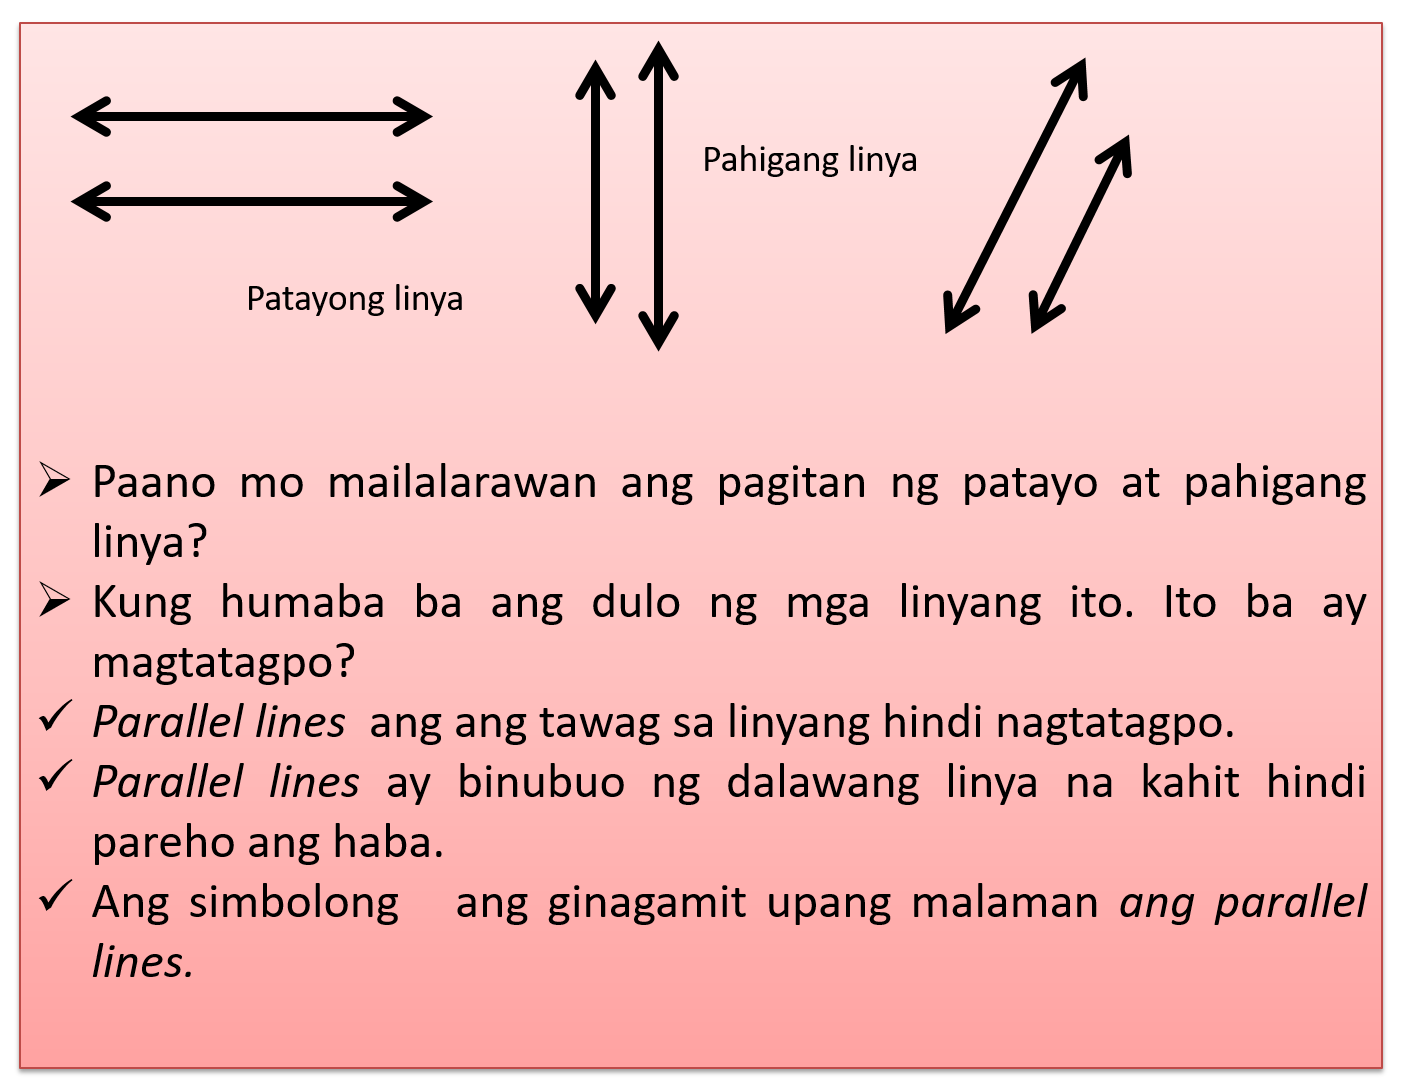 Pahigang linya
Patayong linya
Paano mo mailalarawan ang pagitan ng patayo at pahigang
linya?
Kung humaba ba ang dulo ng mga linyang ito. Ito ba ay
magtatagpo?
Parallel lines ang ang tawag sa linyang hindi nagtatagpo.
Parallel lines ay binubuo ng dalawang linya na kahit hindi
pareho ang haba.
Ang simbolong ang ginagamit upang malaman ang parallel
lines.